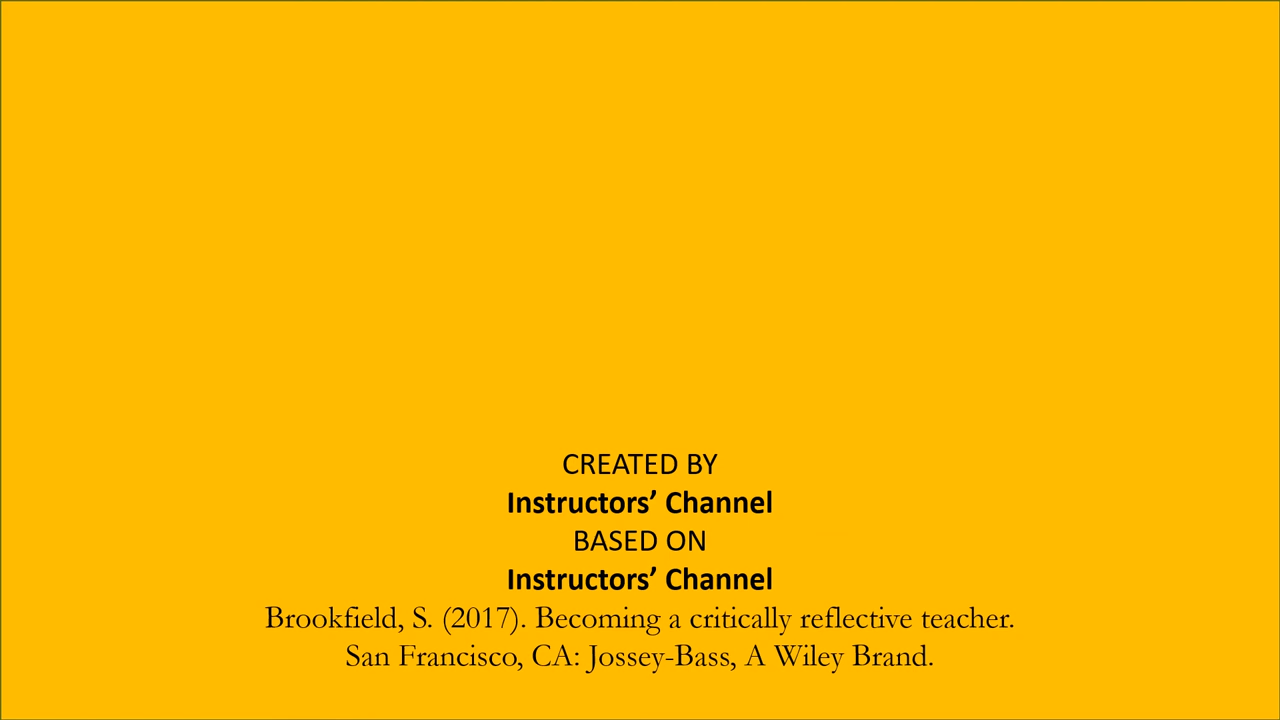 CREATED BY
Instructors’ Channel
BASED ON
Instructors’ Channel
Brookfield, S. (2017). Becoming a critically reflective teacher.
San Francisco, CA: Jossey-Bass, A Wiley Brand.